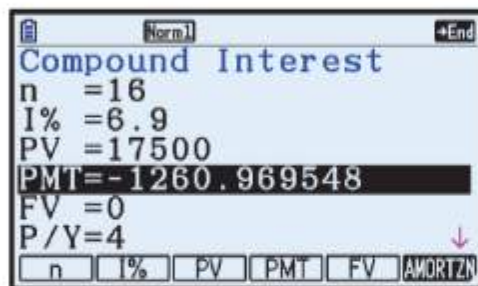 Norm1 →End
Compound Interest
n =16
I% =6.9
PV =17500
PMT=-1260.969548
FV =0
P/Y=4 ↓
n I% PV PMT FV AMORTZN